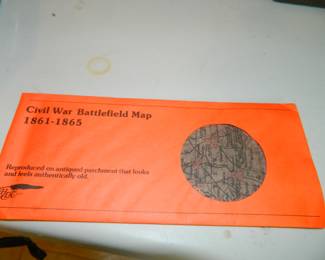 Civil War Battlefield Map
1861-1865
Reproduced on antiqued parchment that looks
and feels authentically old.